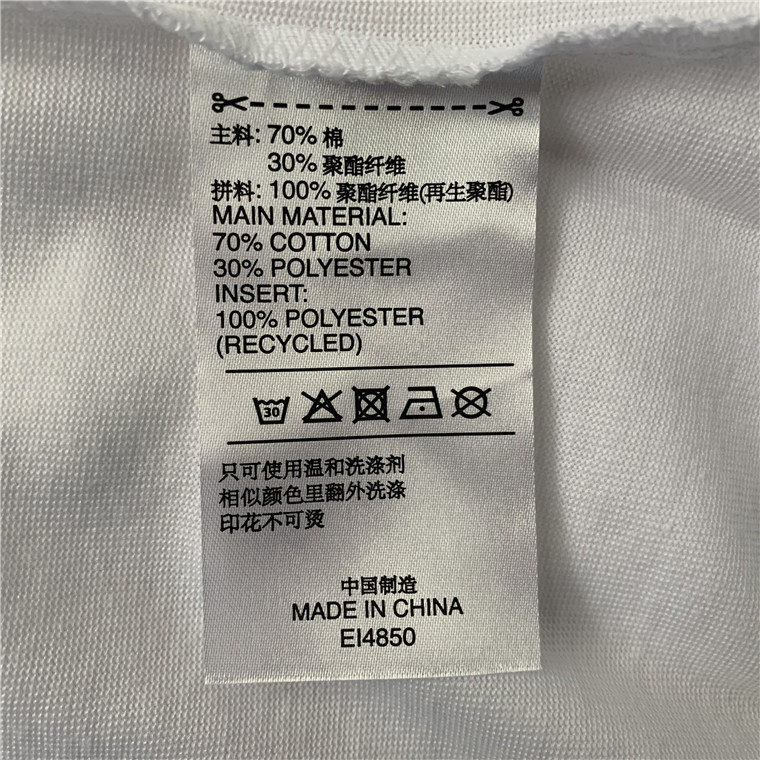 主料: 70% 棉
30% 聚酯纤维
拼料: 100% 聚酯纤维(再生聚酯)
MAIN MATERIAL:
70% COTTON
30% POLYESTER
INSERT:
100% POLYESTER
(RECYCLED)
30
只可使用温和洗涤剂
相似颜色里翻外洗涤
印花不可烫
中国制造
MADE IN CHINA
EI4850